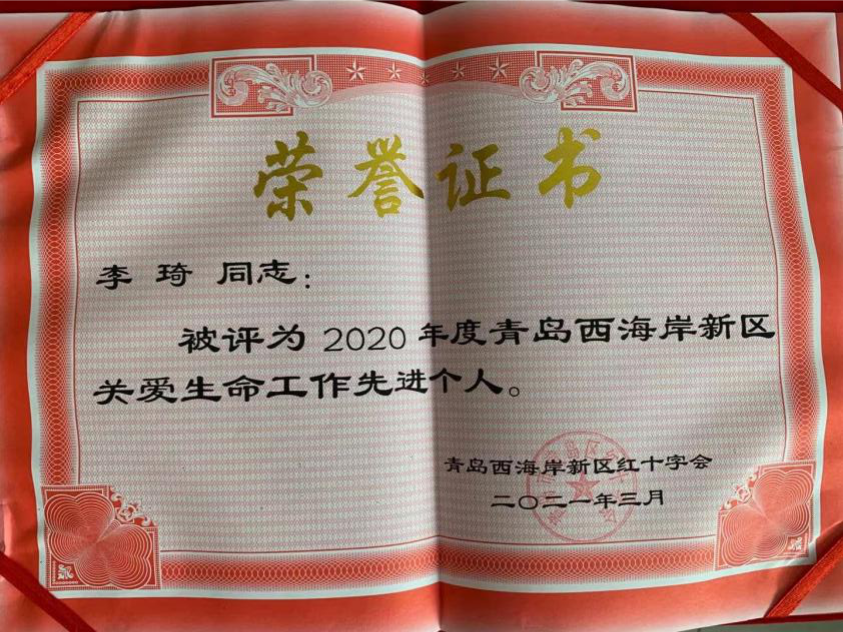 荣誉证书
李琦同志：
被评为2020年度青岛西海岸新区
关爱生命工作先进个人。
青岛西海岸新区红十字会
二〇二一年三月